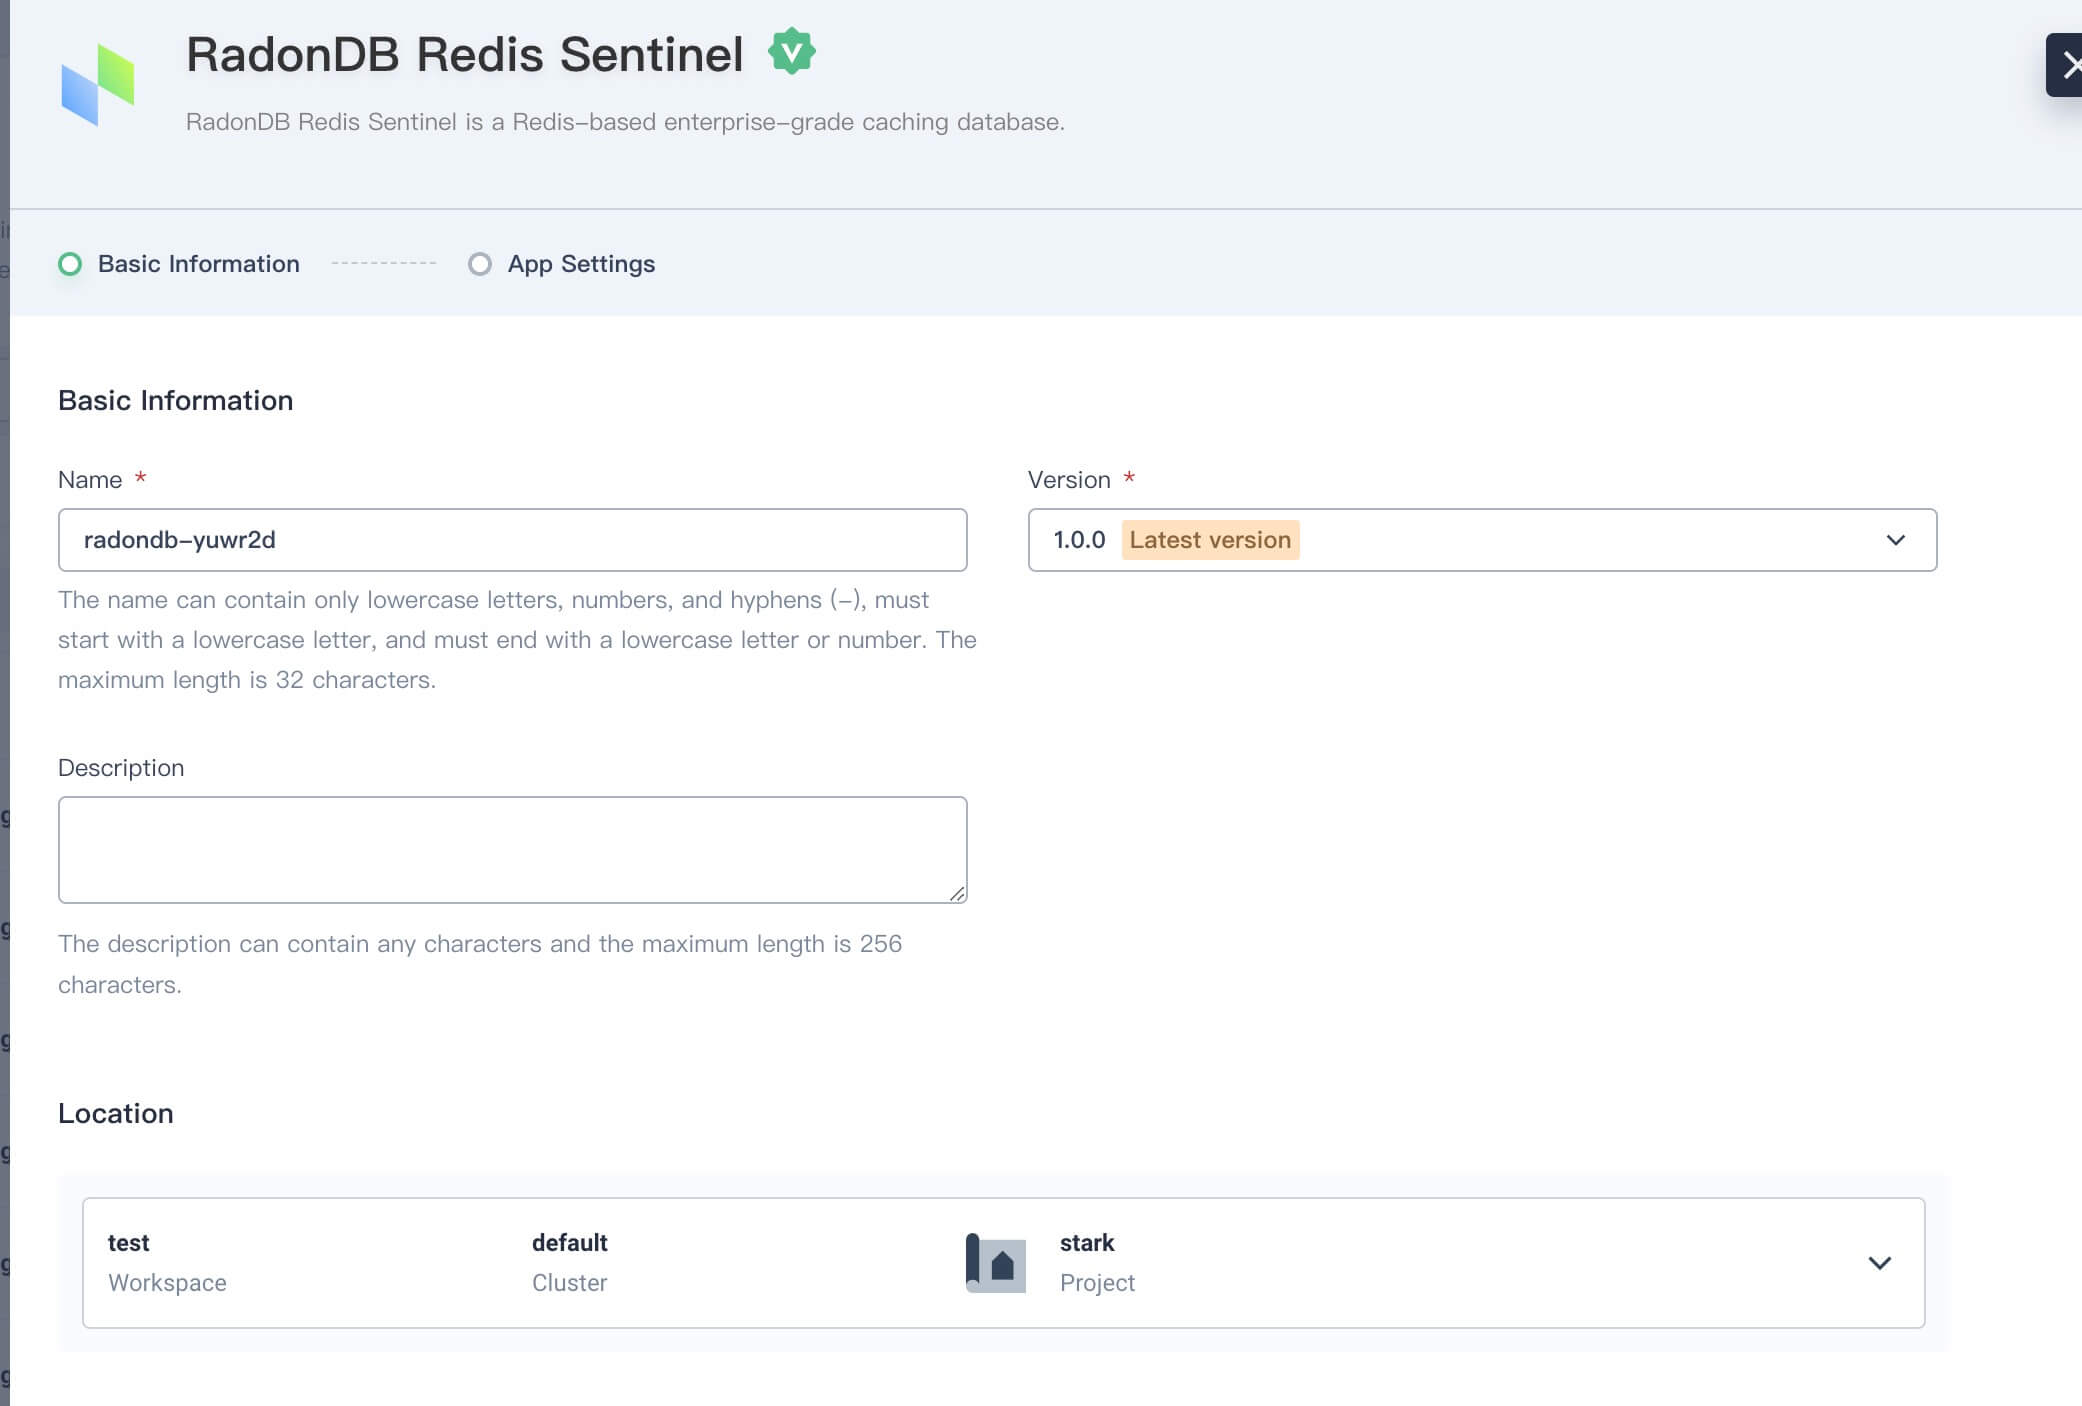 RadonDB Redis Sentinel
RadonDB Redis Sentinel is a Redis-based enterprise-grade caching database.
Basic Information
App Settings
Basic Information
Name *
radondb-yuwr2d
The name can contain only lowercase letters, numbers, and hyphens (-), must
start with a lowercase letter, and must end with a lowercase letter or number. The
maximum length is 32 characters.
Version *
1.0.0 Latest version
Description
The description can contain any characters and the maximum length is 256
characters.
Location
test
Workspace
default
Cluster
stark
Project